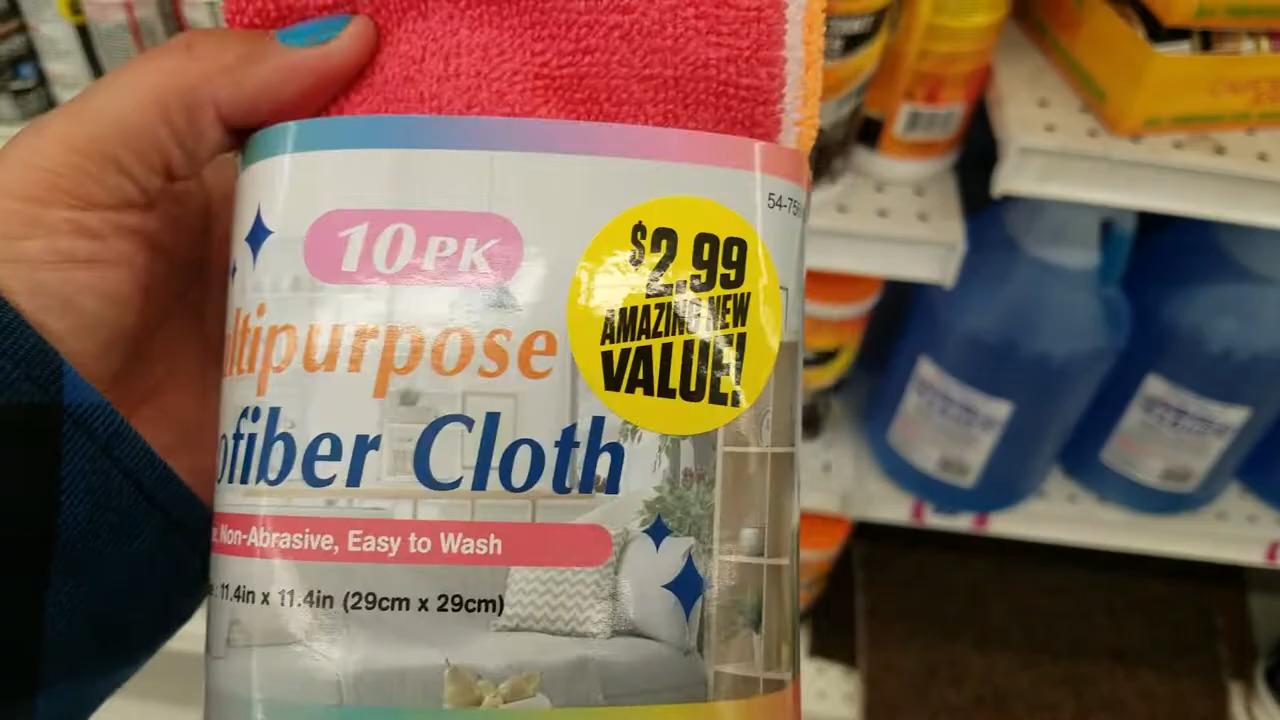 10PK
54-75
$2.99
AMAZING NEW
VALUE!
ltipurpose
ofiber Cloth
Non-Abrasive, Easy to Wash
11.4in x 11.4in (29cm x 29cm)